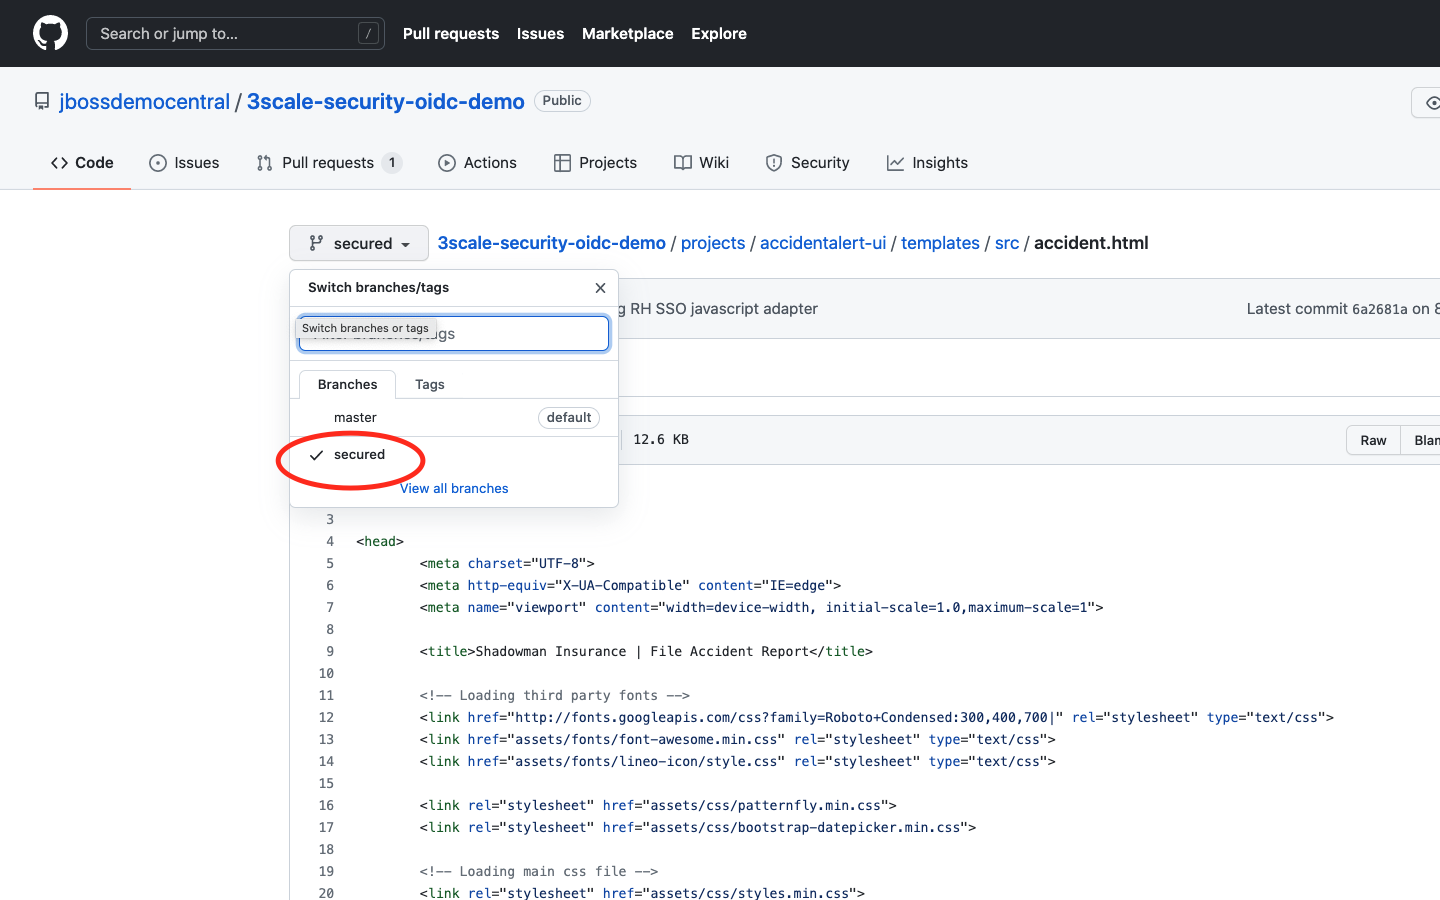 Search or jump to... /
Pull requests Issues Marketplace Explore
jbossdemocentral / 3scale-security-oidc-demo Public
Code Issues Pull requests 1 Actions Projects Wiki Security Insights
secured 3scale-security-oidc-demo / projects / accidentalert-ui / templates / src / accident.html
Switch branches/tags
g RH SSO javascript adapter Latest commit 6a2681a on 8
Switch branches or tags
Branches Tags
master default
12.6 KB Raw Blan
secured
View all branches
3
4 <head>
5 <meta charset="UTF-8">
6 <meta http-equiv="X-UA-Compatible" content="IE=edge">
7 <meta name="viewport" content="width=device-width, initial-scale=1.0,maximum-scale=1">
8
9 <title>Shadowman Insurance | File Accident Report</title>
10
11 <!-- Loading third party fonts -->
12 <link href="http://fonts.googleapis.com/css?family=Roboto+Condensed:300,400,700|" rel="stylesheet" type="text/css">
13 <link href="assets/fonts/font-awesome.min.css" rel="stylesheet" type="text/css">
14 <link href="assets/fonts/lineo-icon/style.css" rel="stylesheet" type="text/css">
15
16 <link rel="stylesheet" href="assets/css/patternfly.min.css">
17 <link rel="stylesheet" href="assets/css/bootstrap-datepicker.min.css">
18
19 <!-- Loading main css file -->
20 <link rel="stylesheet" href="assets/css/styles.min.css">